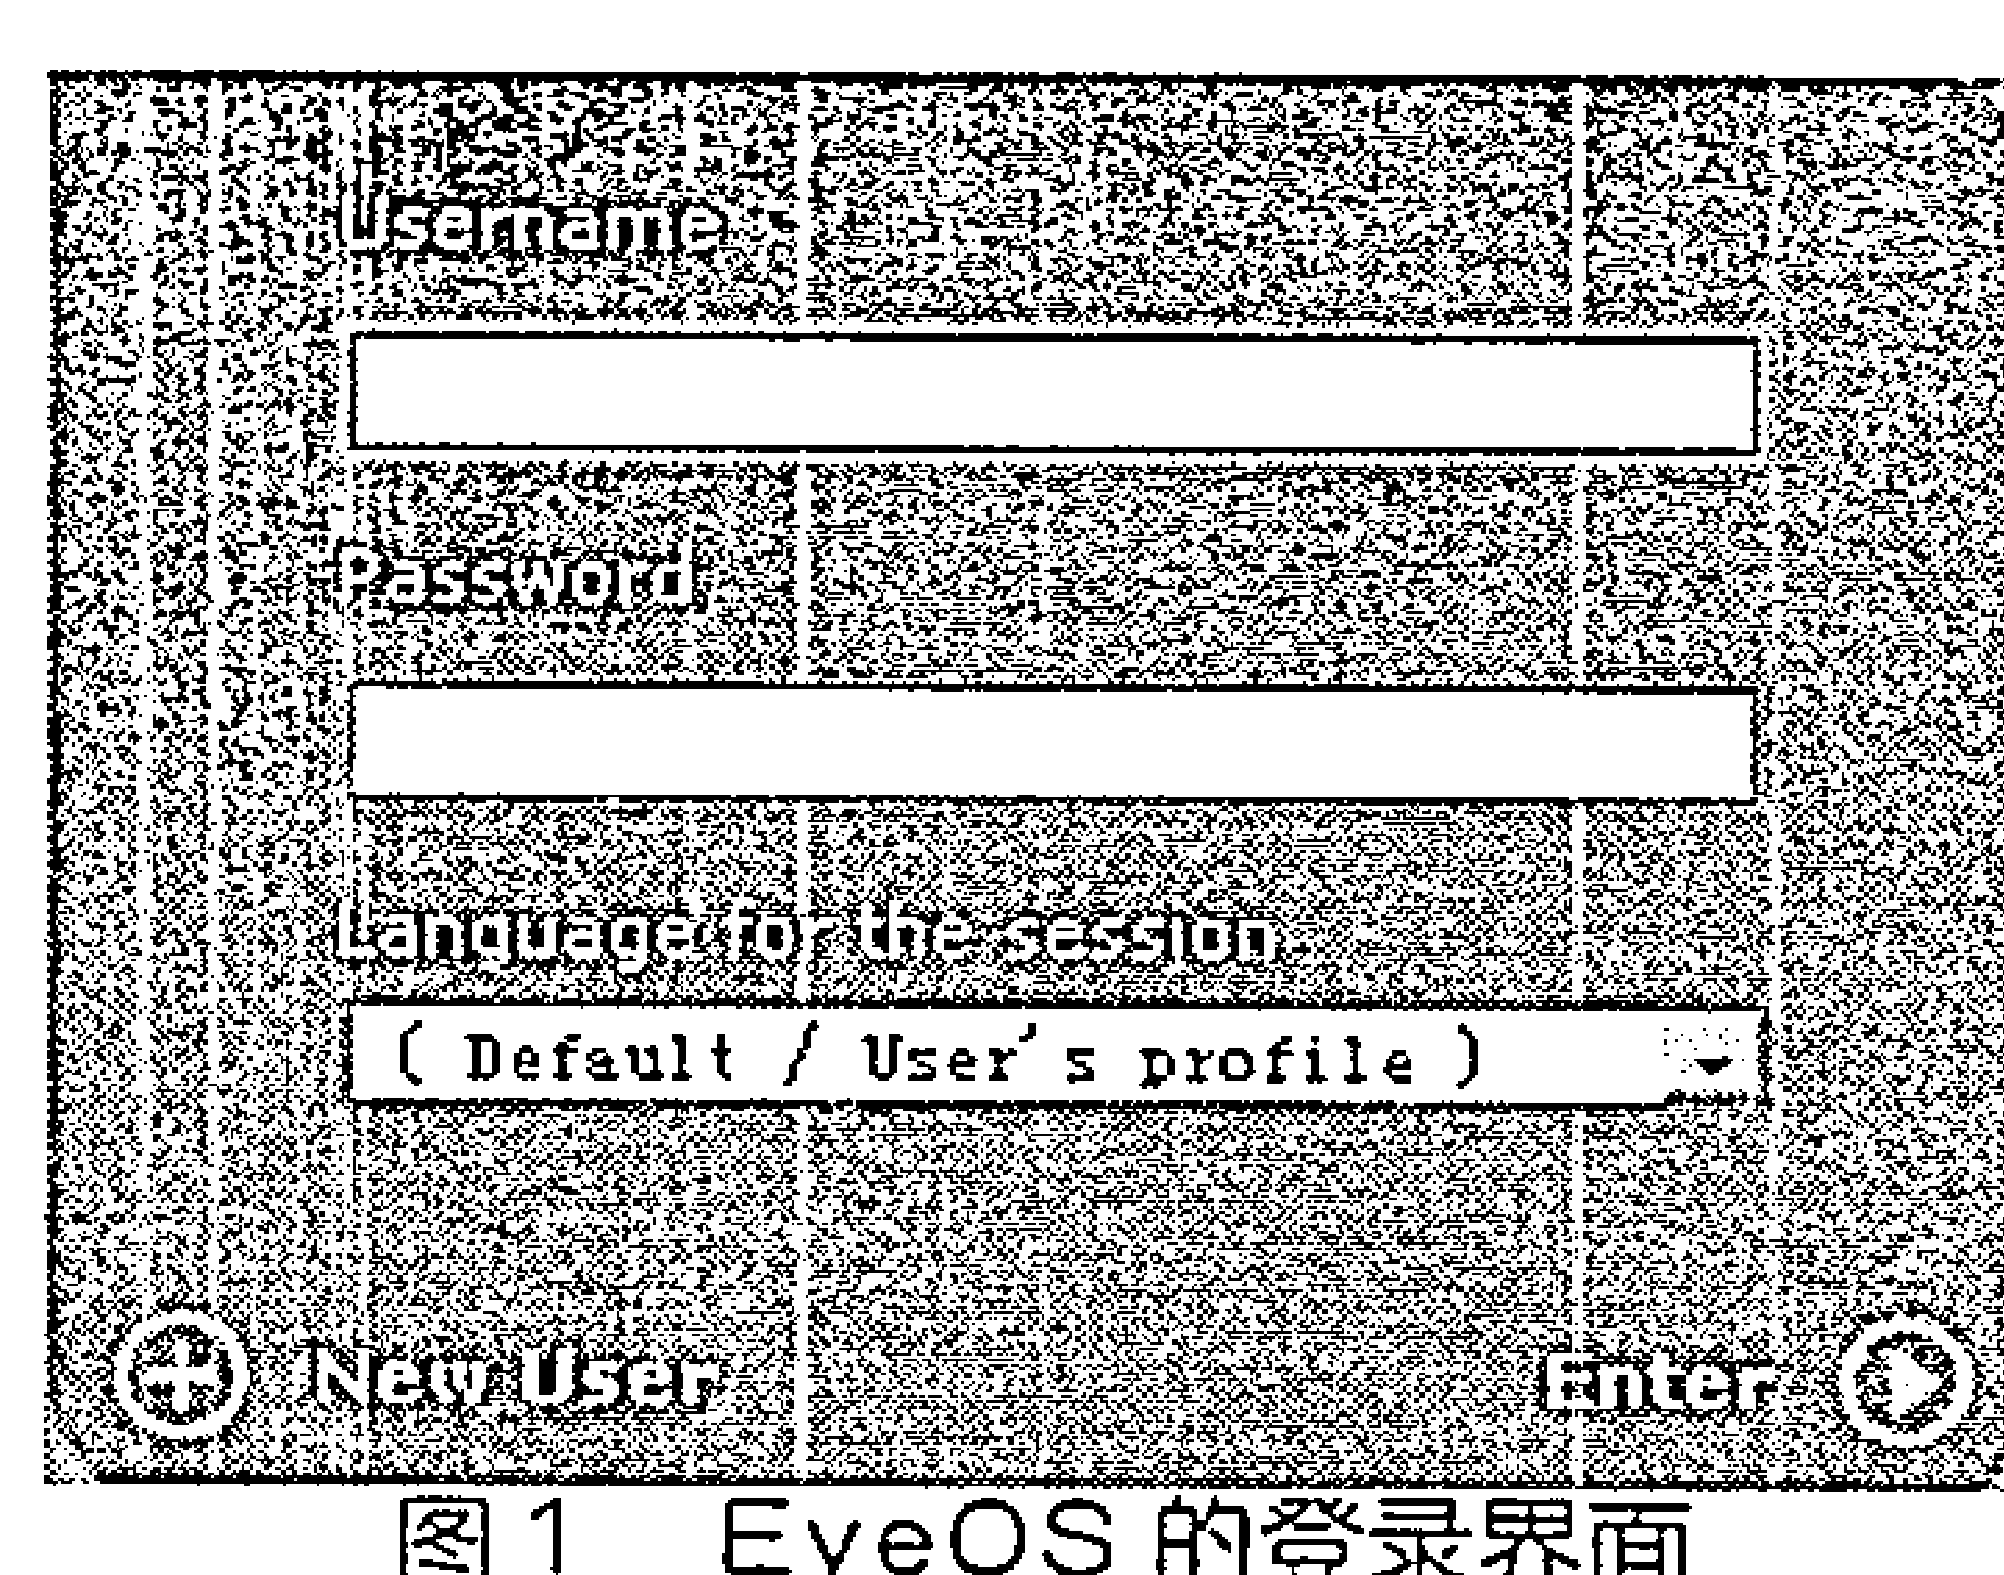 Username
Password
Language for the session
( Default / User's profile )
New User Enter
图1 EyeOS 的登录界面